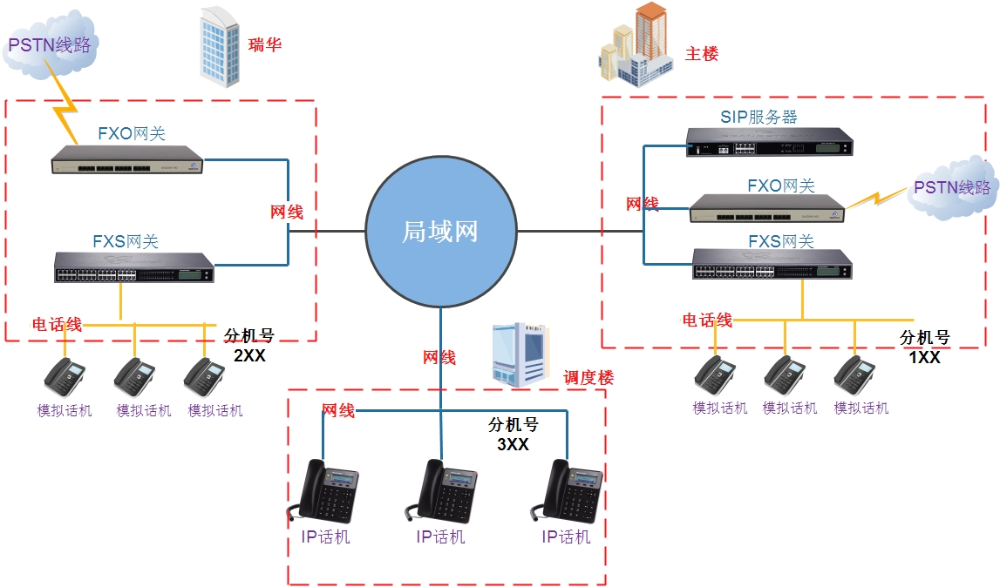 PSTN线路
瑞华
主楼
FXO网关
网线
FXS网关
电话线
分机号
2XX
模拟话机
模拟话机
模拟话机
局域网
SIP服务器
网线
FXO网关
PSTN线路
FXS网关
电话线
分机号
1XX
模拟话机
模拟话机
模拟话机
网线
调度楼
网线
分机号
3XX
IP话机
IP话机
IP话机